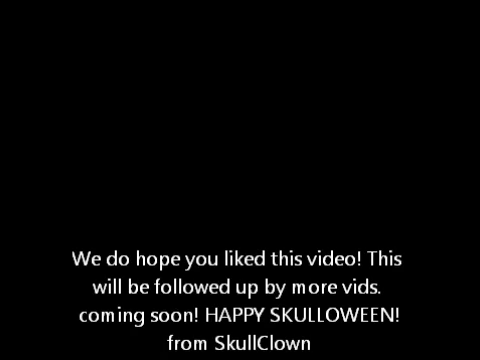 We do hope you liked this video! This
will be followed up by more vids.
coming soon! HAPPY SKULLOWEEN!
from SkullClown